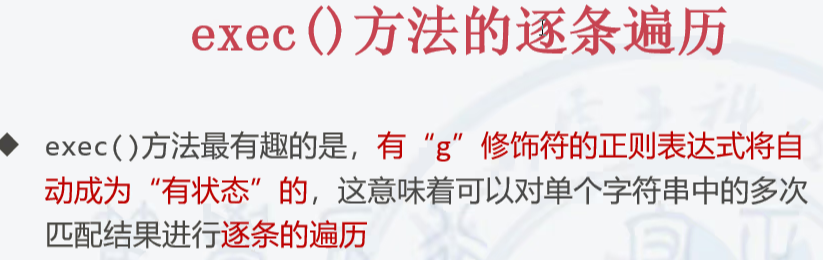 exec()方法的逐条遍历
exec()方法最有趣的是，有“g”修饰符的正则表达式将自
动成为“有状态”的，这意味着可以对单个字符串中的多次
匹配结果进行逐条的遍历